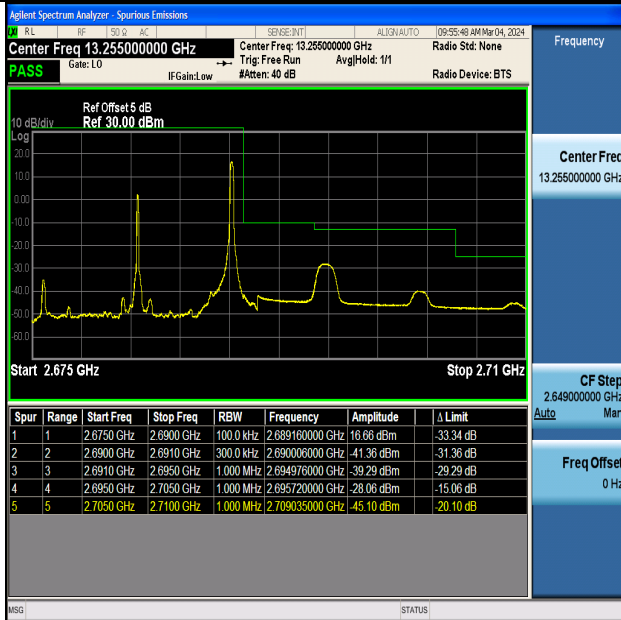 Agilent Spectrum Analyzer - Spurious Emissions
LXI RL RF 50 Ω AC SENSE:INT ALIGN AUTO 09:55:48 AM Mar 04, 2024
Center Freq 13.255000000 GHz
Center Freq: 13.255000000 GHz
Radio Std: None
PASS
Gate: LO
Trig: Free Run Avg|Hold: 1/1
IFGain:Low
#Atten: 40 dB
Radio Device: BTS
Ref Offset 5 dB
10 dB/div Ref 30.00 dBm
Log
20.0
10.0
0.00
-10.0
-20.0
-30.0
-40.0
-50.0
-60.0
Start 2.675 GHz Stop 2.71 GHz
Spur Range Start Freq Stop Freq RBW Frequency Amplitude Δ Limit
1 1 2.6750 GHz 2.6900 GHz 100.0 kHz 2.689160000 GHz 16.66 dBm -33.34 dB
2 2 2.6900 GHz 2.6910 GHz 300.0 kHz 2.690006000 GHz -41.36 dBm -31.36 dB
3 3 2.6910 GHz 2.6950 GHz 1.000 MHz 2.694976000 GHz -39.29 dBm -29.29 dB
4 4 2.6950 GHz 2.7050 GHz 1.000 MHz 2.695720000 GHz -28.06 dBm -15.06 dB
5 5 2.7050 GHz 2.7100 GHz 1.000 MHz 2.709035000 GHz -45.10 dBm -20.10 dB
MSG STATUS
Frequency
Center Freq
13.255000000 GHz
CF Step
2.649000000 GHz
Auto Man
Freq Offset
0 Hz